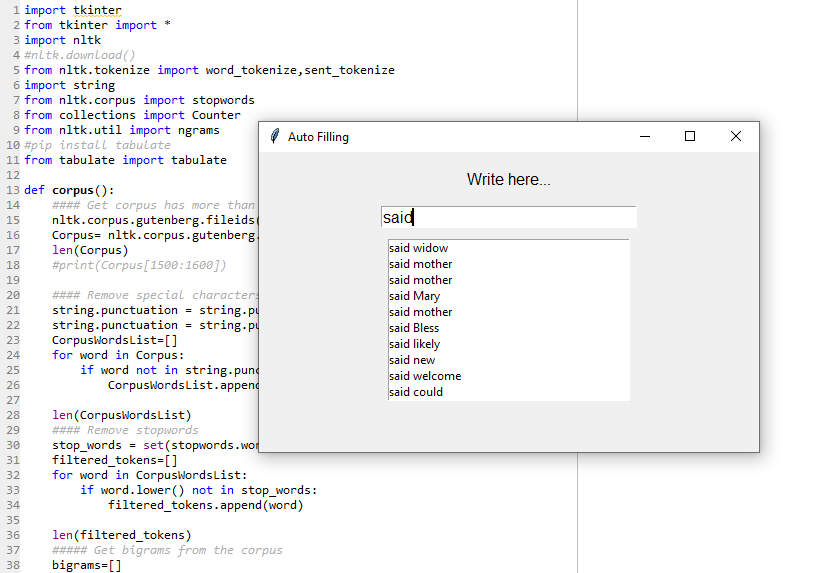 1 import tkinter
2 from tkinter import *
3 import nltk
4 #nltk.download()
5 from nltk.tokenize import word_tokenize,sent_tokenize
6 import string
7 from nltk.corpus import stopwords
8 from collections import Counter
9 from nltk.util import ngrams
10 #pip install tabulate
11 from tabulate import tabulate
12
13 def corpus():
14 #### Get corpus has more than
15 nltk.corpus.gutenberg.fileids(
16 Corpus= nltk.corpus.gutenberg.
17 len(Corpus)
18 #print(Corpus[1500:1600])
19
20 #### Remove special characters
21 string.punctuation = string.pu
22 string.punctuation = string.pu
23 CorpusWordsList=[]
24 for word in Corpus:
25 if word not in string.punc
26 CorpusWordsList.append
27
28 len(CorpusWordsList)
29 #### Remove stopwords
30 stop_words = set(stopwords.wor
31 filtered_tokens=[]
32 for word in CorpusWordsList:
33 if word.lower() not in stop_words:
34 filtered_tokens.append(word)
35
36 len(filtered_tokens)
37 ##### Get bigrams from the corpus
38 bigrams=[]
Auto Filling
Write here...
said
said widow
said mother
said mother
said Mary
said mother
said Bless
said likely
said new
said welcome
said could